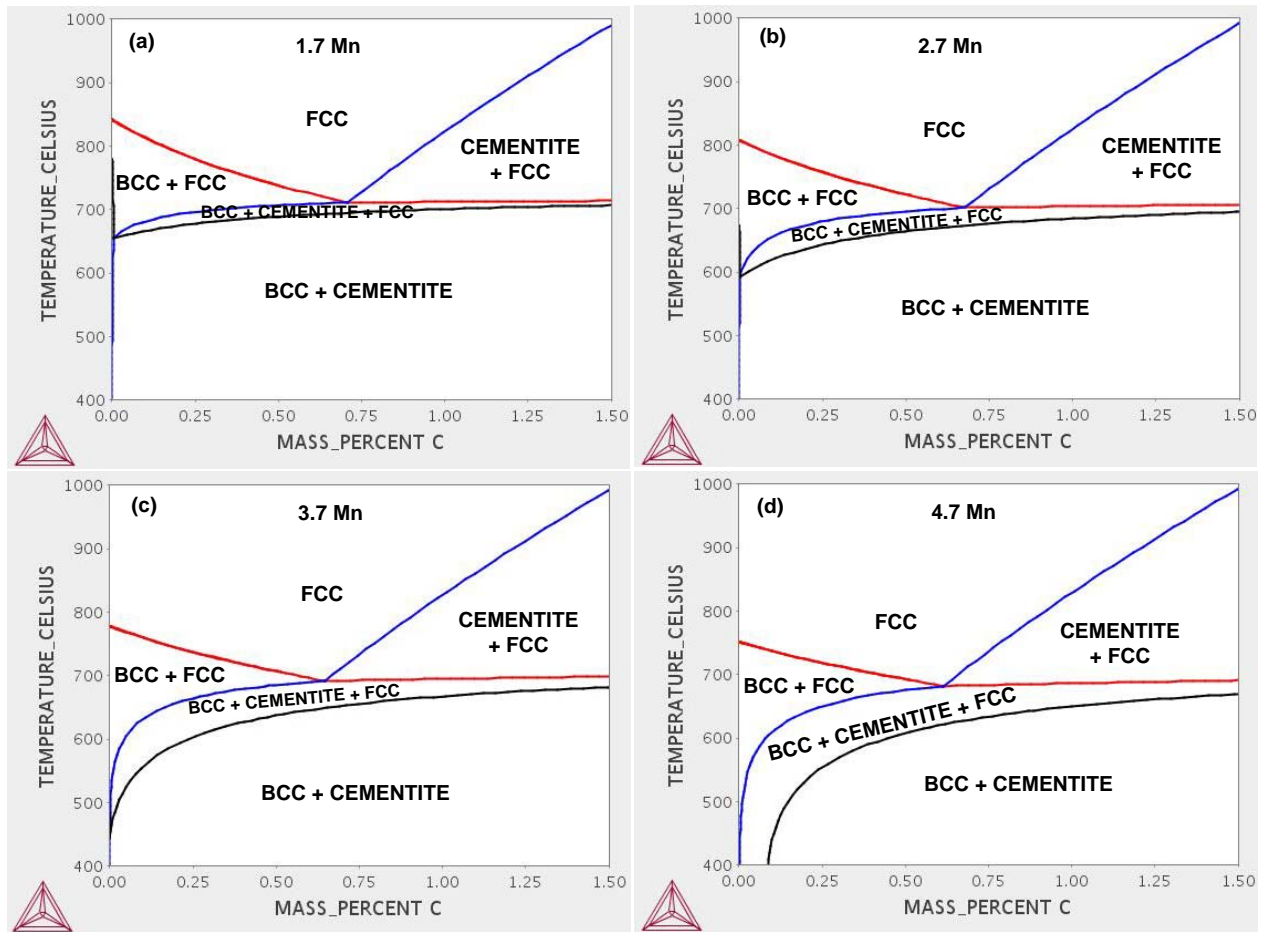 (a)
1.7 Mn
1000
900
800
700
600
500
400
TEMPERATURE_CELSIUS
FCC
CEMENTITE
+ FCC
BCC + FCC
BCC + CEMENTITE + FCC
BCC + CEMENTITE
0.00 0.25 0.50 0.75 1.00 1.25 1.50
MASS_PERCENT C
(b)
2.7 Mn
1000
900
800
700
600
500
400
TEMPERATURE_CELSIUS
FCC
CEMENTITE
+ FCC
BCC + FCC
BCC + CEMENTITE + FCC
BCC + CEMENTITE
0.00 0.25 0.50 0.75 1.00 1.25 1.50
MASS_PERCENT C
(c)
3.7 Mn
1000
900
800
700
600
500
400
TEMPERATURE_CELSIUS
FCC
CEMENTITE
+ FCC
BCC + FCC
BCC + CEMENTITE + FCC
BCC + CEMENTITE
0.00 0.25 0.50 0.75 1.00 1.25 1.50
MASS_PERCENT C
(d)
4.7 Mn
1000
900
800
700
600
500
400
TEMPERATURE_CELSIUS
FCC
CEMENTITE
+ FCC
BCC + FCC
BCC + CEMENTITE + FCC
BCC + CEMENTITE
0.00 0.25 0.50 0.75 1.00 1.25 1.50
MASS_PERCENT C